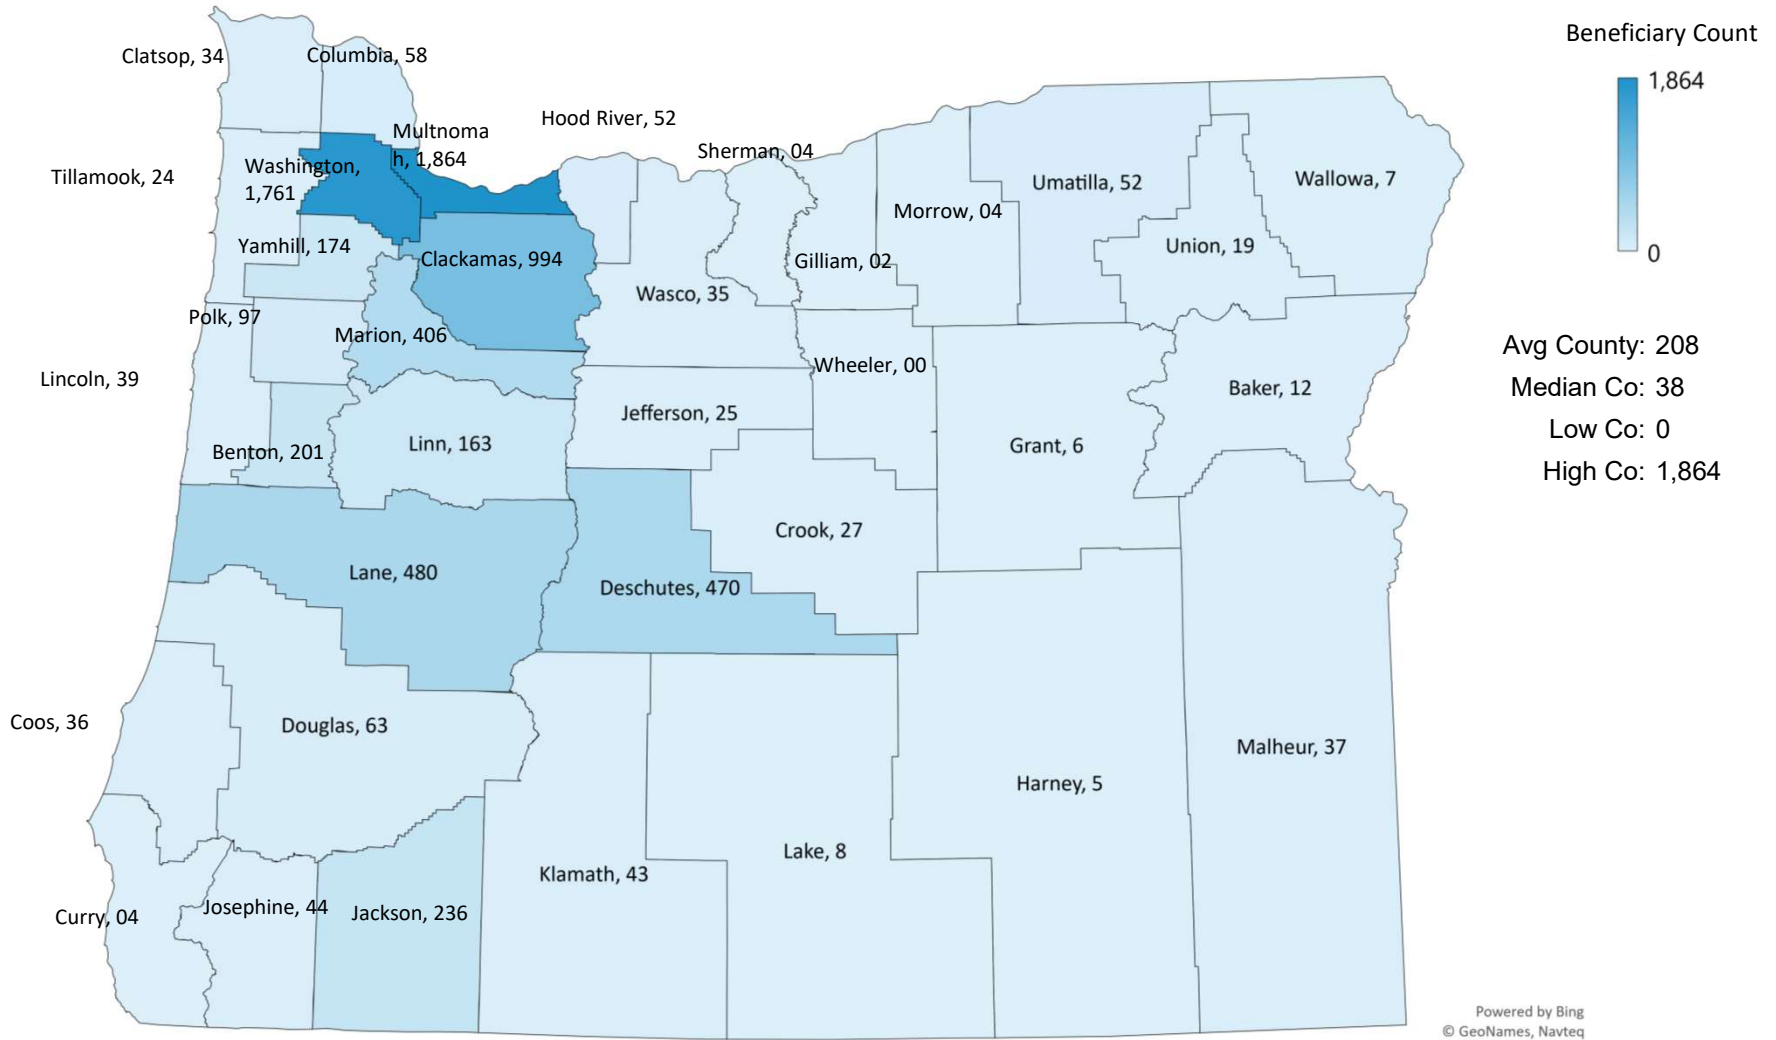 Beneficiary Count
1,864
0
Clatsop, 34
Columbia, 58
Hood River, 52
Multnoma
h, 1,864
Sherman, 04
Washington,
1,761
Tillamook, 24
Umatilla, 52
Wallowa, 7
Morrow, 04
Yamhill, 174
Clackamas, 994
Gilliam, 02
Union, 19
Wasco, 35
Polk, 97
Marion, 406
Wheeler, 00
Lincoln, 39
Baker, 12
Jefferson, 25
Avg County: 208
Median Co: 38
Low Co: 0
High Co: 1,864
Benton, 201
Linn, 163
Grant, 6
Crook, 27
Lane, 480
Deschutes, 470
Coos, 36
Douglas, 63
Malheur, 37
Harney, 5
Lake, 8
Klamath, 43
Curry, 04
Josephine, 44
Jackson, 236
Powered by Bing
© GeoNames, Navteq